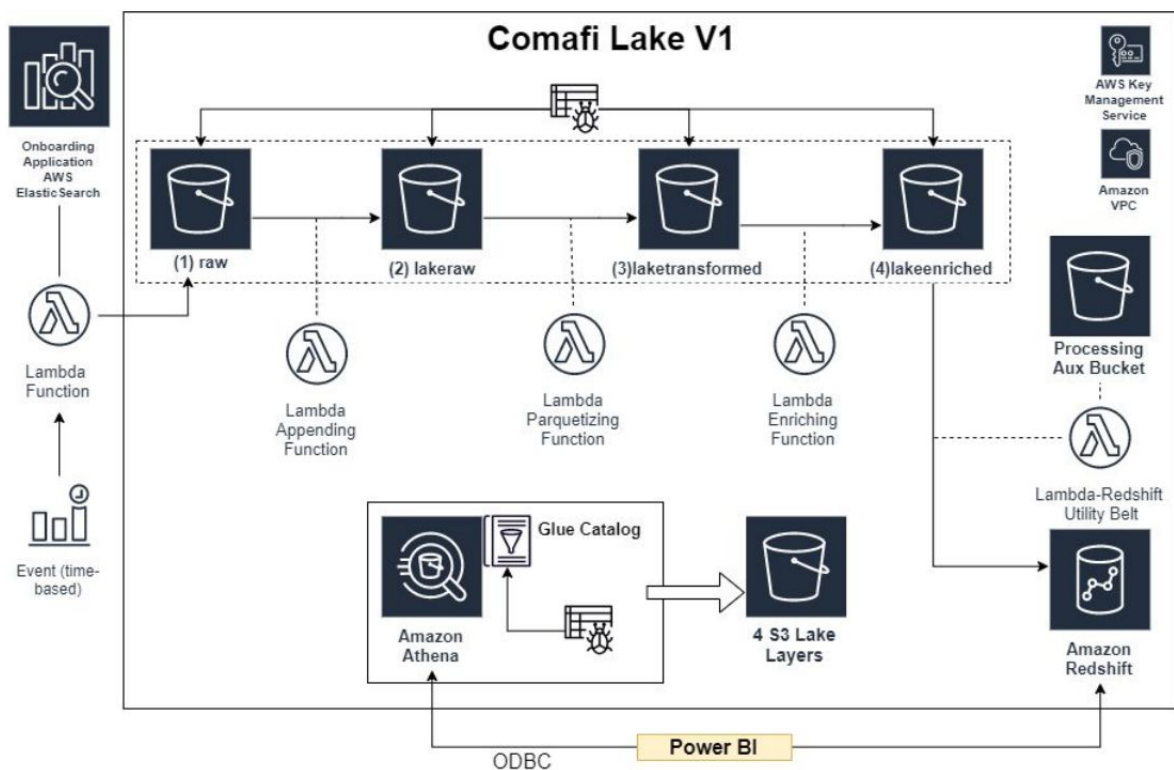 Comafi Lake V1
Onboarding
Application
AWS
ElasticSearch
AWS Key
Management
Service
Amazon
VPC
(1) raw
(2) lakeraw
(3)laketransformed
(4)lakeenriched
Lambda
Function
Lambda
Appending
Function
Lambda
Parquetizing
Function
Lambda
Enriching
Function
Processing
Aux Bucket
Lambda-Redshift
Utility Belt
Event (time-
based)
Glue Catalog
Amazon
Athena
4 S3 Lake
Layers
Amazon
Redshift
Power BI
ODBC